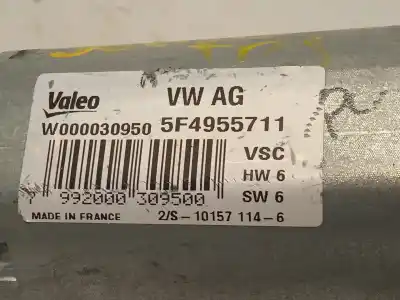 Valeo VW AG
W000030950 5F4955711
VSC
HW 6
SW 6
992000 309500
MADE IN FRANCE 2/S-10157 114-6